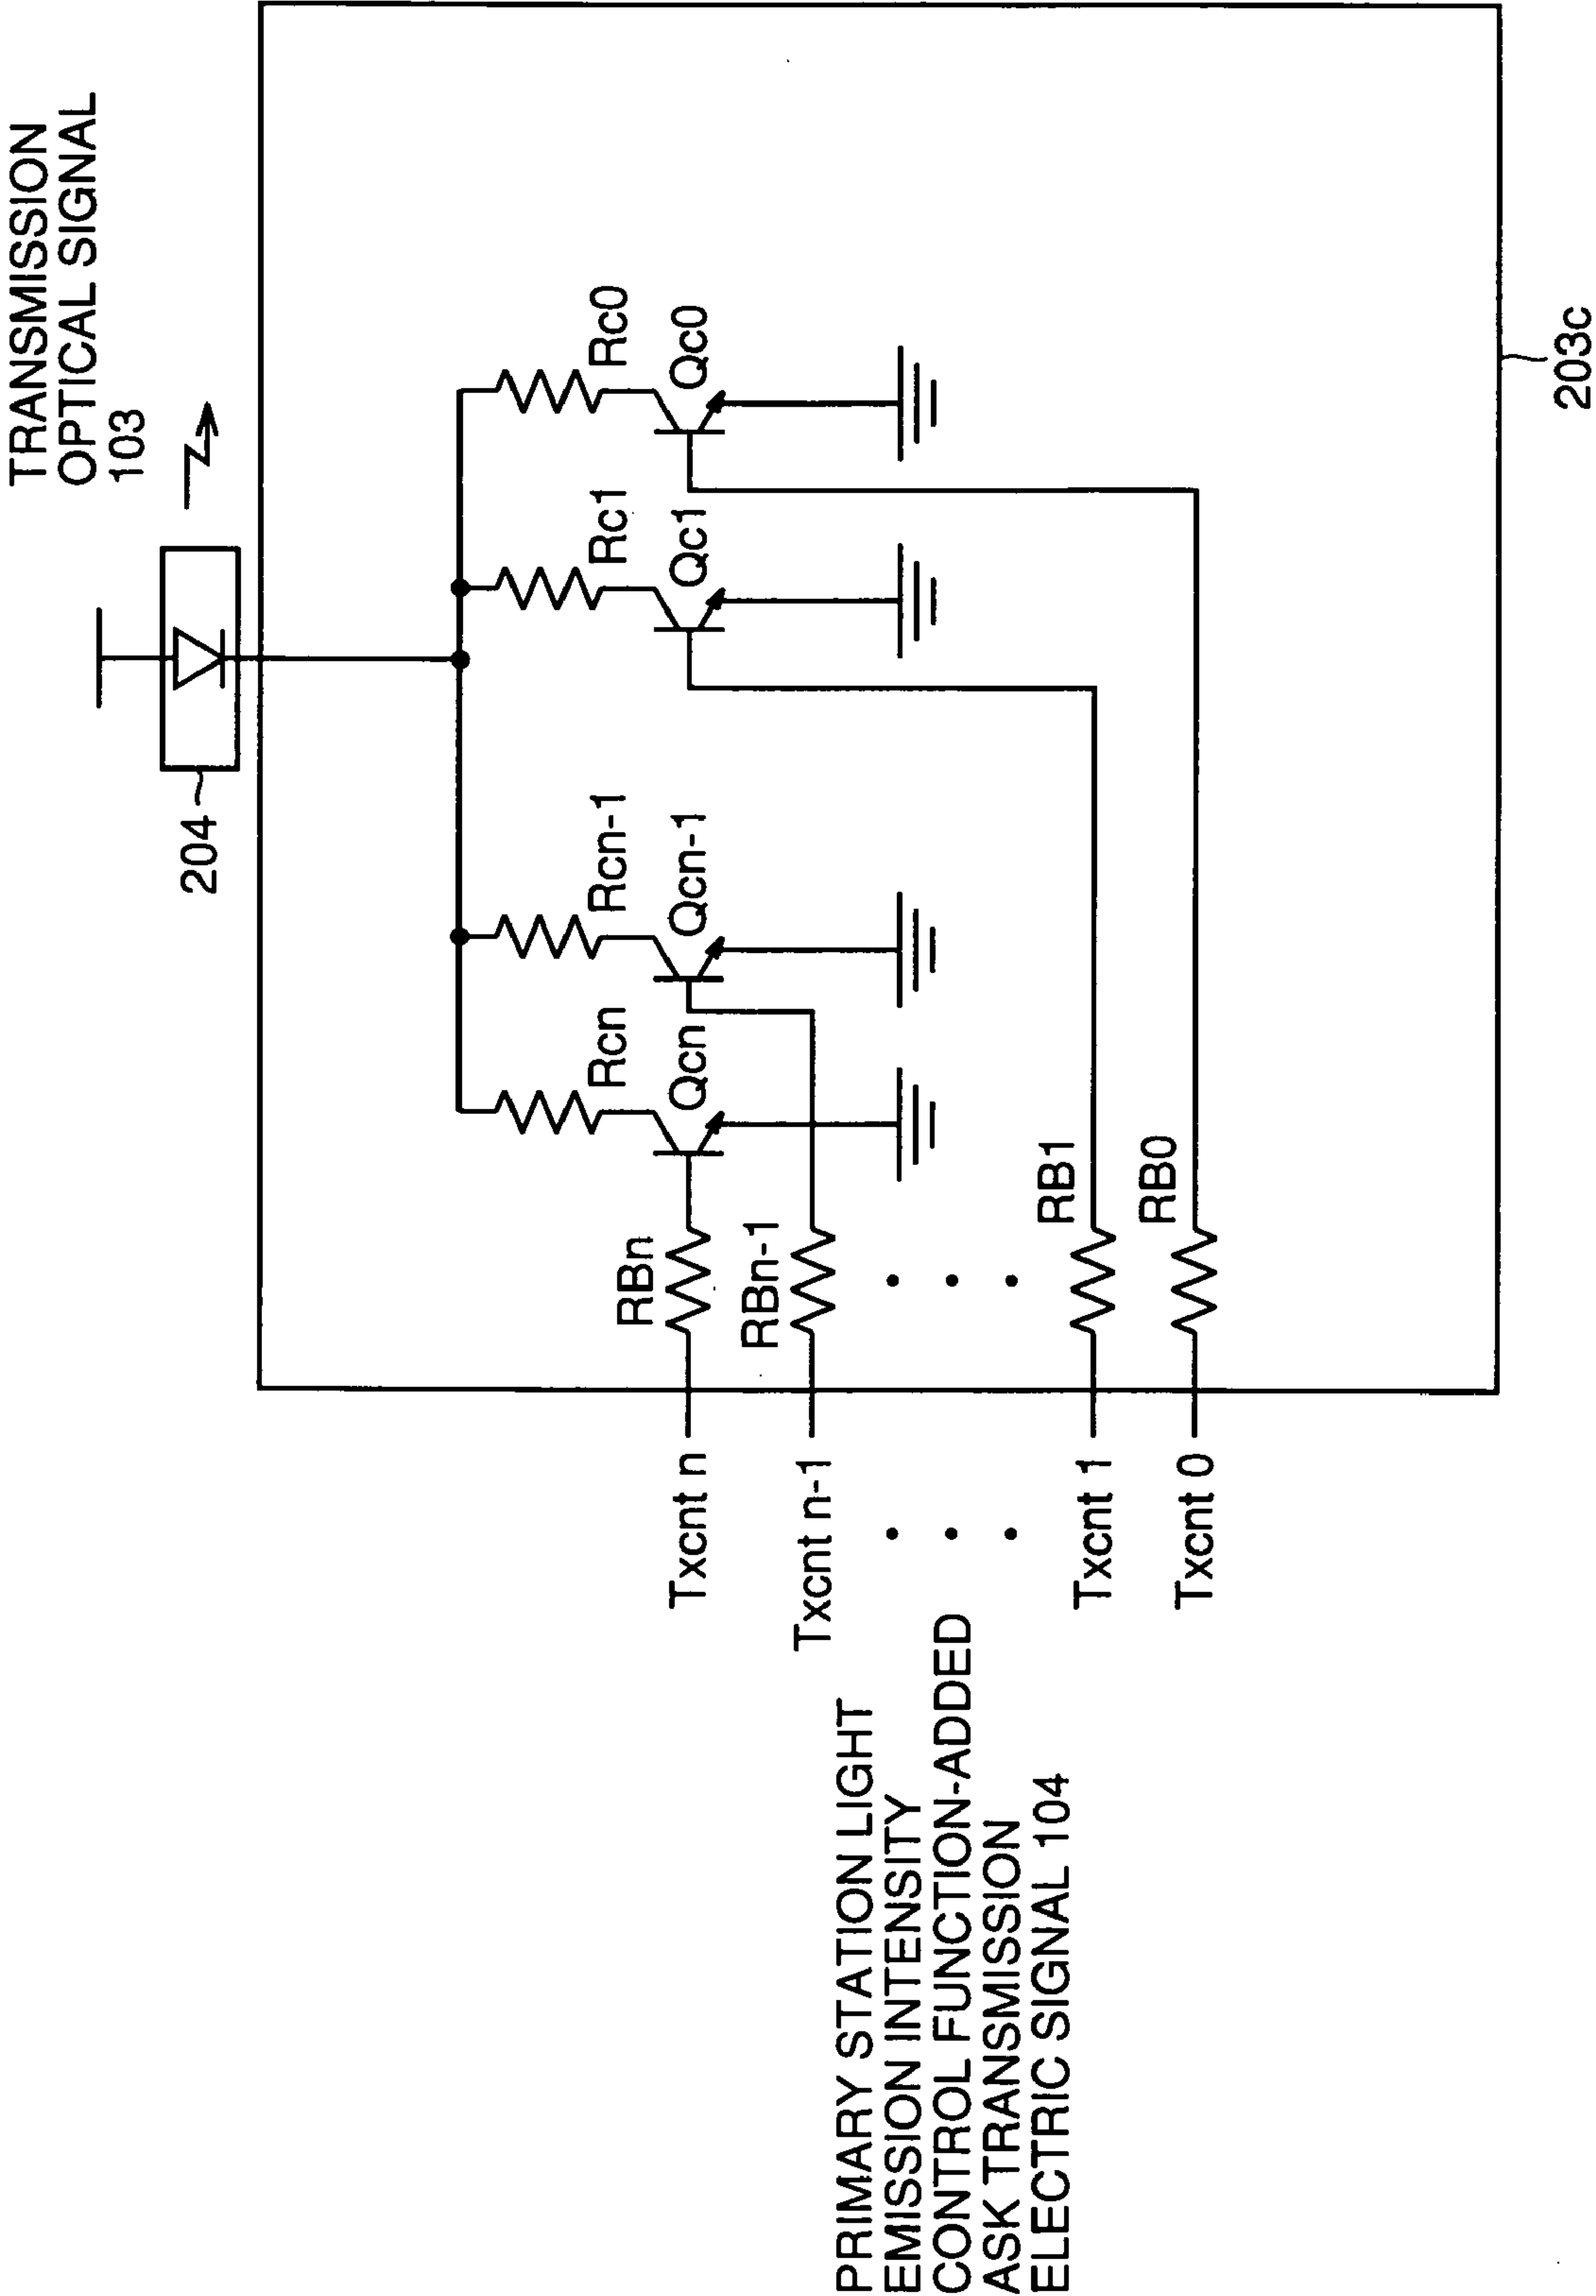 TRANSMISSION
OPTICAL SIGNAL
103
204
Rcn
Rcn-1
Rc1
Rc0
Qcn
Qcn-1
Qc1
Qc0
RBn
RBn-1
RB1
RB0
Txcnt n
Txcnt n-1
Txcnt 1
Txcnt 0
PRIMARY STATION LIGHT
EMISSION INTENSITY
CONTROL FUNCTION-ADDED
ASK TRANSMISSION
ELECTRIC SIGNAL 104
203c